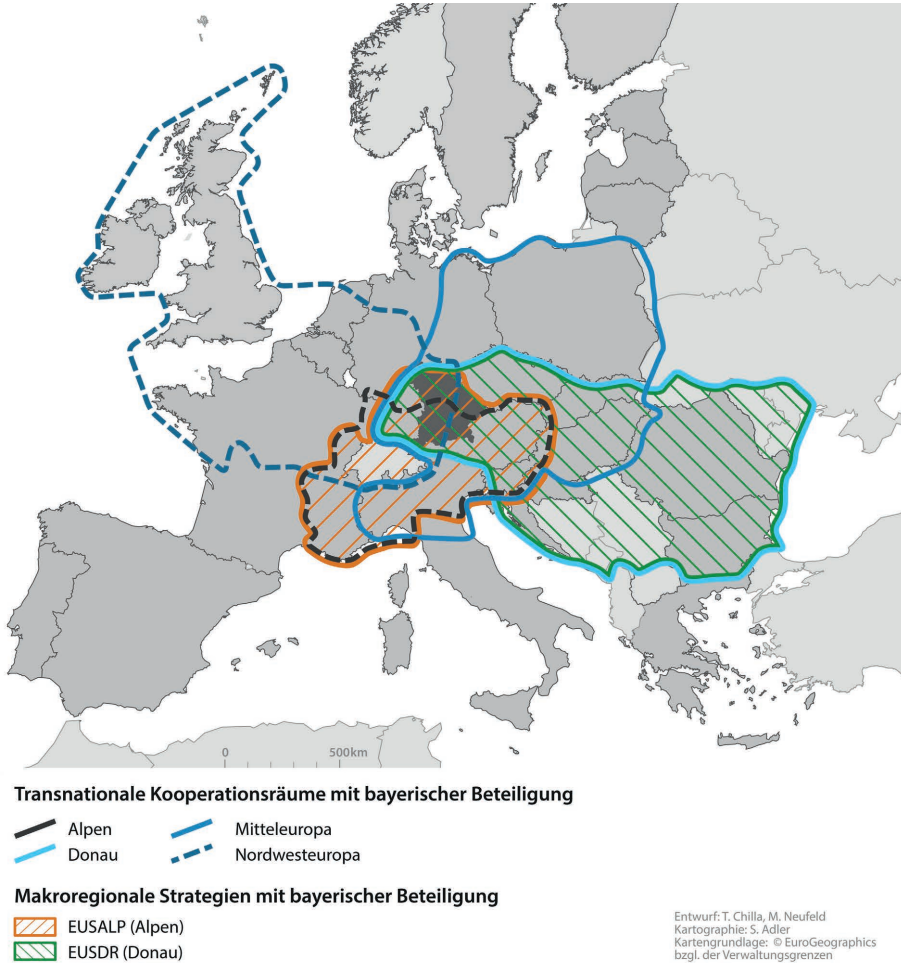 0 500km
Transnationale Kooperationsräume mit bayerischer Beteiligung
Alpen
Donau
Mitteleuropa
Nordwesteuropa
Makroregionale Strategien mit bayerischer Beteiligung
EUSALP (Alpen)
EUSDR (Donau)
Entwurf: T. Chilla, M. Neufeld
Kartographie: S. Adler
Kartengrundlage: © EuroGeographics
bzgl. der Verwaltungsgrenzen